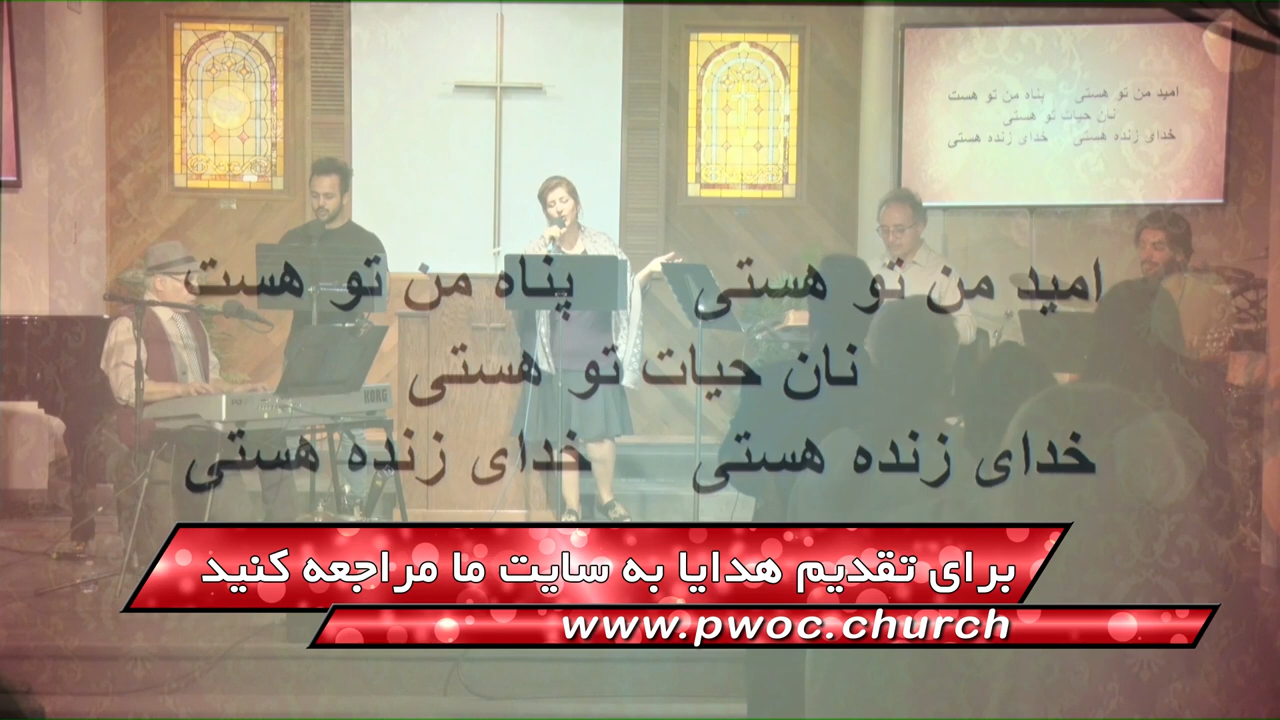 امید من تو هستی پناه من تو هست
نان حیات تو هستی
خدای زنده هستی خدای زنده هستی
امید من تو هستی پناه من تو هست
نان حیات تو هستی
خدای زنده هستی خدای زنده هستی
KORG
برای تقدیم هدایا به سایت ما مراجعه کنید
www.pwoc.church